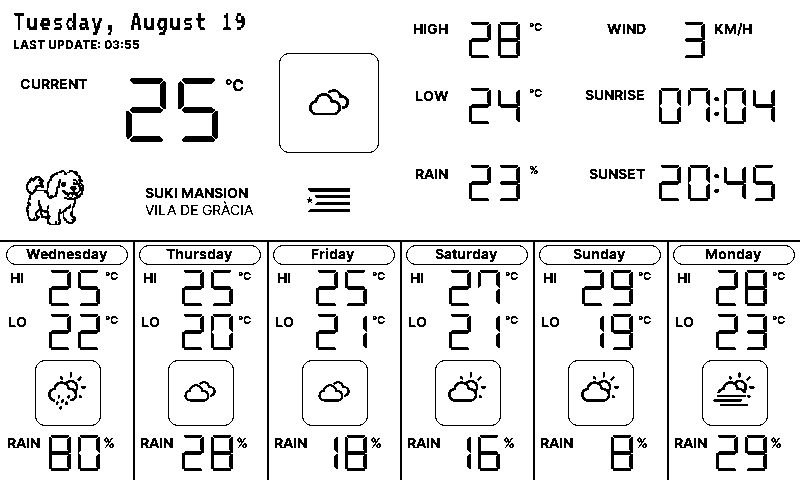 Tuesday, August 19
LAST UPDATE: 03:55
CURRENT 25 °C
HIGH 28 °C
WIND 3 KM/H
LOW 24 °C
SUNRISE 07:04
RAIN 23 %
SUNSET 20:45
SUKI MANSION
VILA DE GRÀCIA
Wednesday
HI 25 °C
LO 22 °C
RAIN 80 %
Thursday
HI 25 °C
LO 20 °C
RAIN 28 %
Friday
HI 25 °C
LO 21 °C
RAIN 18 %
Saturday
HI 27 °C
LO 21 °C
RAIN 16 %
Sunday
HI 29 °C
LO 19 °C
RAIN 8 %
Monday
HI 28 °C
LO 23 °C
RAIN 29 %